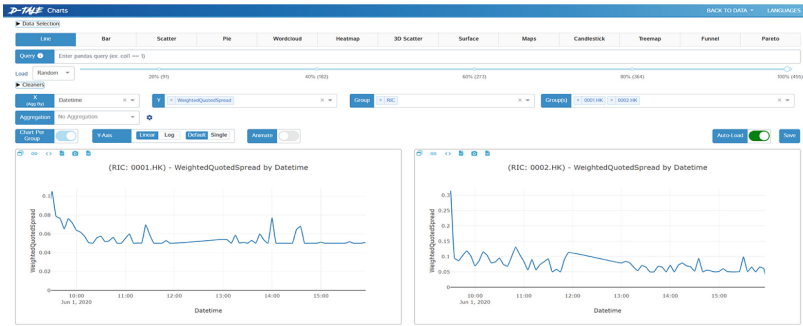 D-TALE Charts BACK TO DATA LANGUAGES
▶ Data Selection
Line Bar Scatter Pie Wordcloud Heatmap 3D Scatter Surface Maps Candlestick Treemap Funnel Pareto
Query Enter pandas query (ex: col1 == 1)
Load Random 20% (91) 40% (182) 60% (273) 80% (364) 100% (455)
▶ Cleaners
X (Agg By) Datetime × Y × WeightedQuotedSpread × Group × RIC × Group(s) × 0001.HK × 0002.HK ×
Aggregation No Aggregation
Chart Per Group Y-Axis Linear Log Default Single Animate Auto-Load Save
(RIC: 0001.HK) - WeightedQuotedSpread by Datetime
WeightedQuotedSpread
0.1
0.08
0.06
0.04
0.02
0
10:00 11:00 12:00 13:00 14:00 15:00
Jun 1, 2020
Datetime
(RIC: 0002.HK) - WeightedQuotedSpread by Datetime
WeightedQuotedSpread
0.3
0.25
0.2
0.15
0.1
0.05
0
10:00 11:00 12:00 13:00 14:00 15:00
Jun 1, 2020
Datetime